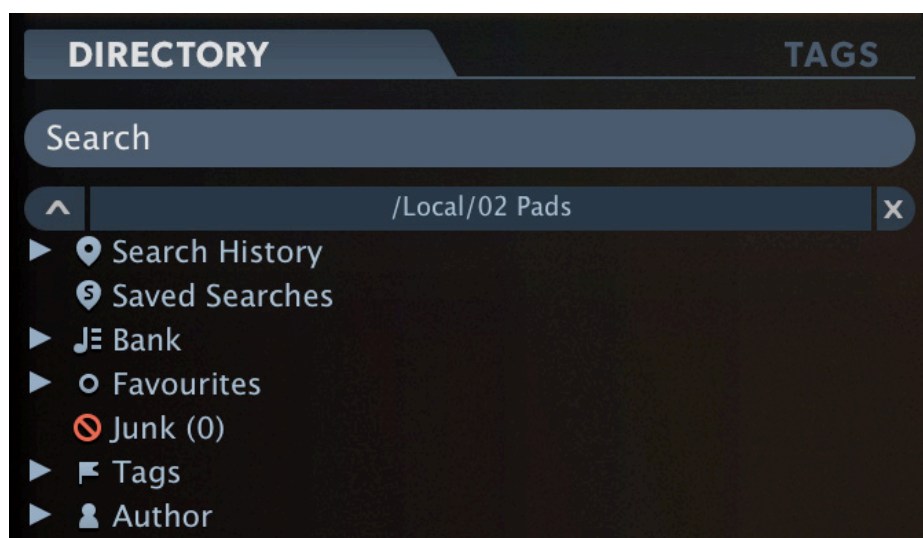 DIRECTORY TAGS
Search
^ /Local/02 Pads X
Search History
S Saved Searches
Bank
Favourites
Junk (0)
Tags
Author